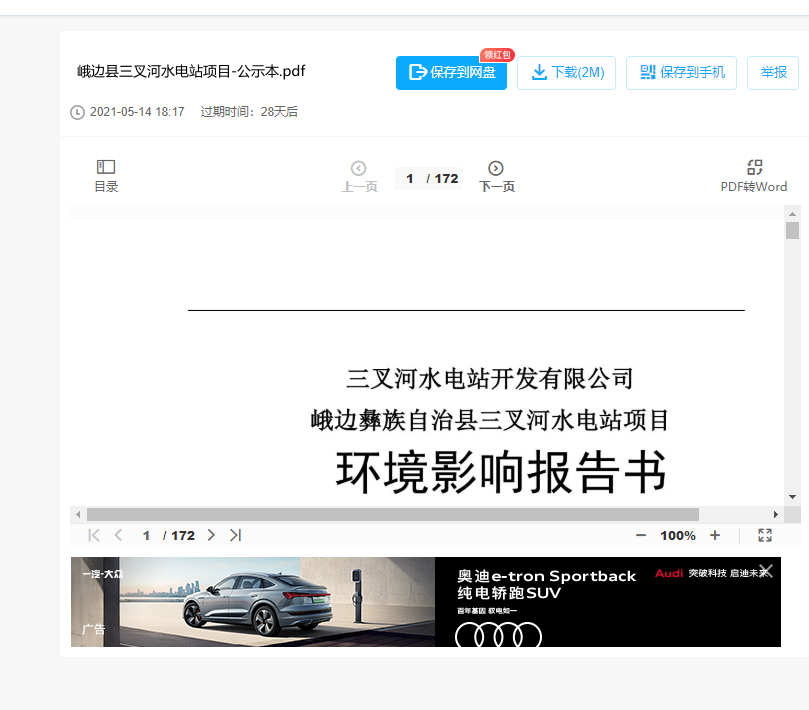 峨边县三叉河水电站项目-公示本.pdf
领红包
保存到网盘
下载(2M)
保存到手机
举报
2021-05-14 18:17 过期时间：28天后
目录
上一页
1 / 172
下一页
PDF转Word
三叉河水电站开发有限公司
峨边彝族自治县三叉河水电站项目
环境影响报告书
1 / 172
100%
一汽-大众
广告
奥迪e-tron Sportback
纯电轿跑SUV
百年基因 驭电如一
Audi 突破科技 启迪未来